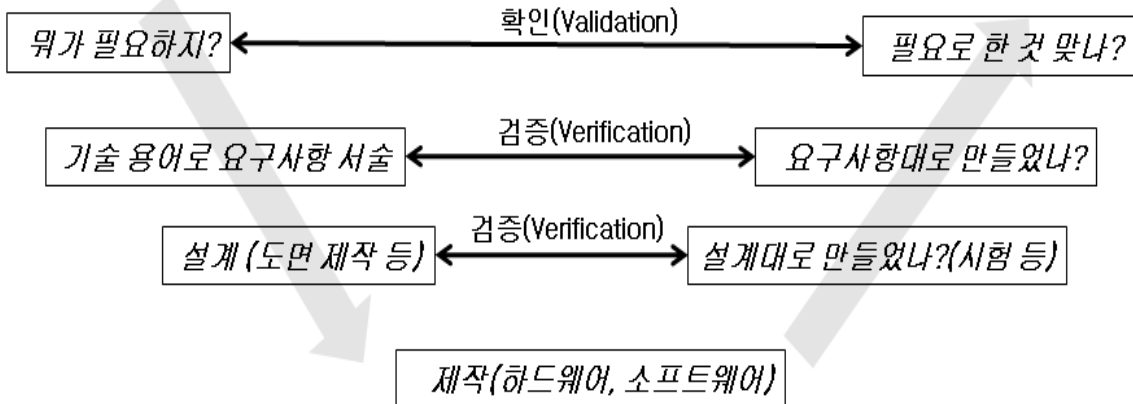 확인(Validation)
뭐가 필요하지?
필요로 한 것 맞나?
검증(Verification)
기술 용어로 요구사항 서술
요구사항대로 만들었나?
검증(Verification)
설계 (도면 제작 등)
설계대로 만들었나?(시험 등)
제작(하드웨어, 소프트웨어)